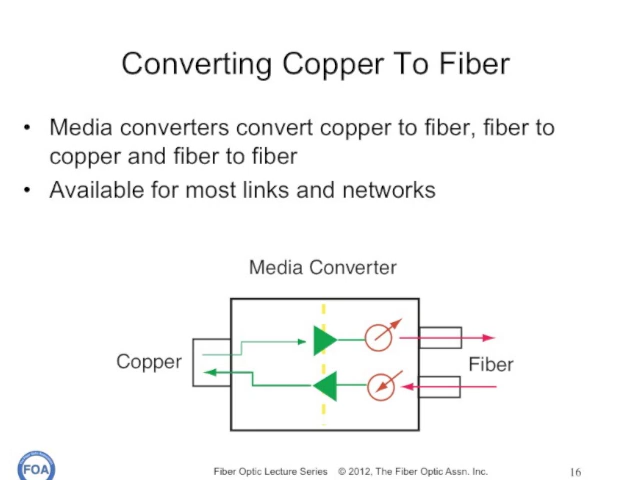 Converting Copper To Fiber
• Media converters convert copper to fiber, fiber to
copper and fiber to fiber
• Available for most links and networks
Media Converter
Copper
Fiber
FOA
Fiber Optic Lecture Series © 2012, The Fiber Optic Assn. Inc.
16